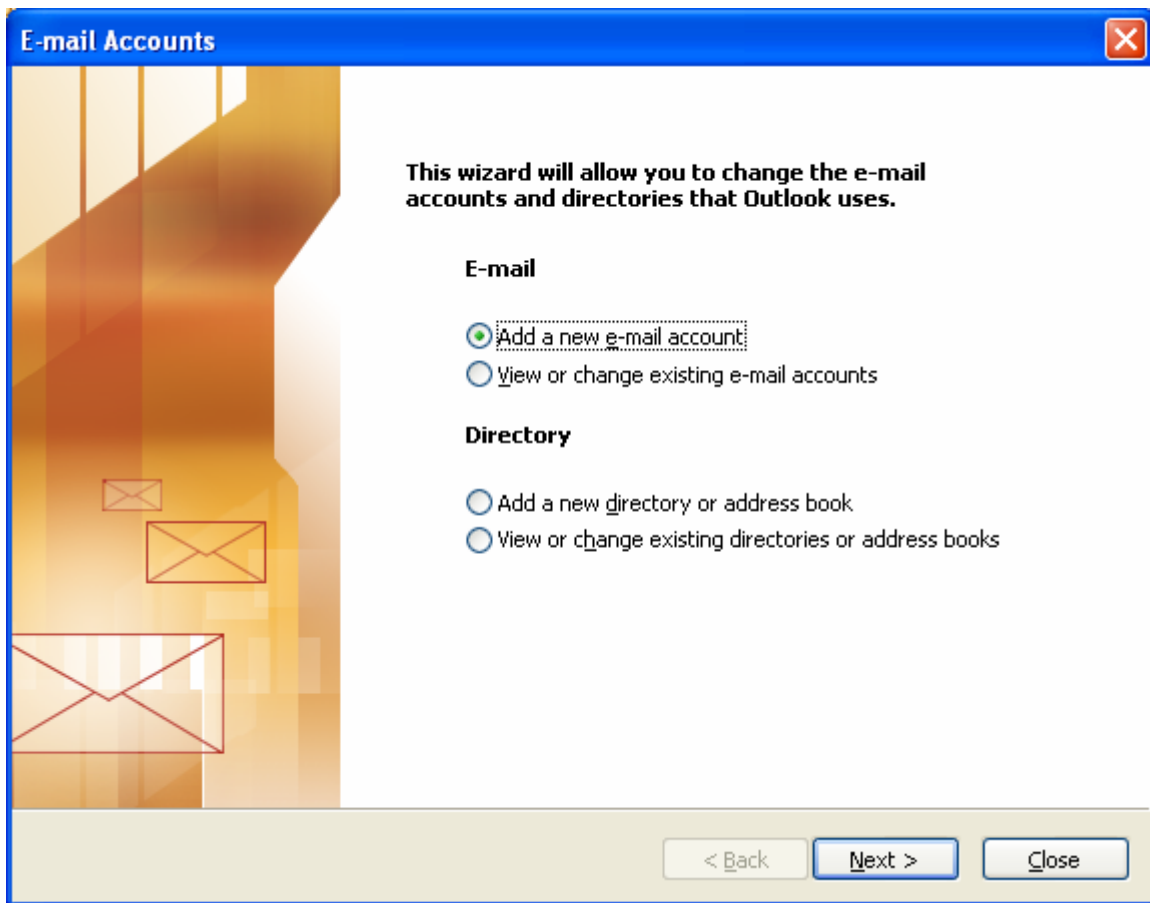 E-mail Accounts
This wizard will allow you to change the e-mail
accounts and directories that Outlook uses.
E-mail
Add a new e-mail account
View or change existing e-mail accounts
Directory
Add a new directory or address book
View or change existing directories or address books
< Back
Next >
Close